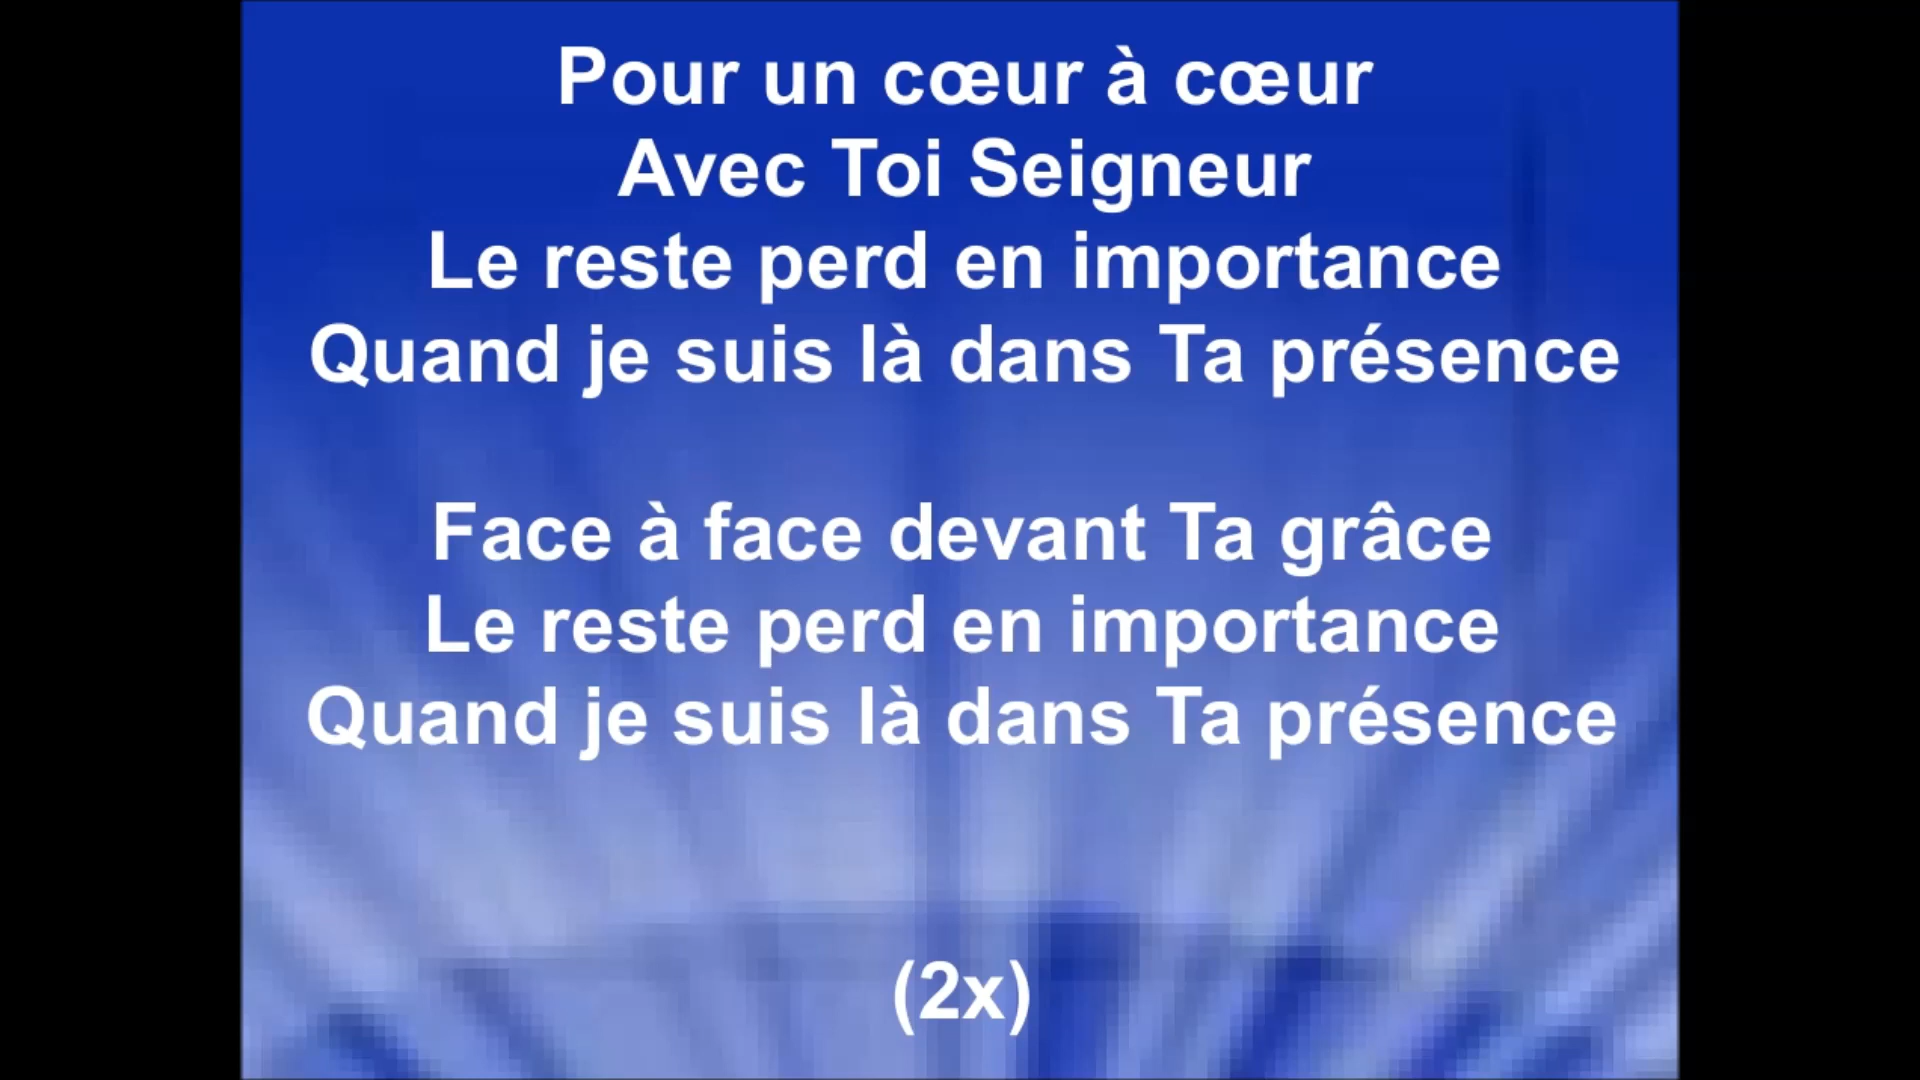 Pour un cœur à cœur
Avec Toi Seigneur
Le reste perd en importance
Quand je suis là dans Ta présence
Face à face devant Ta grâce
Le reste perd en importance
Quand je suis là dans Ta présence
(2x)